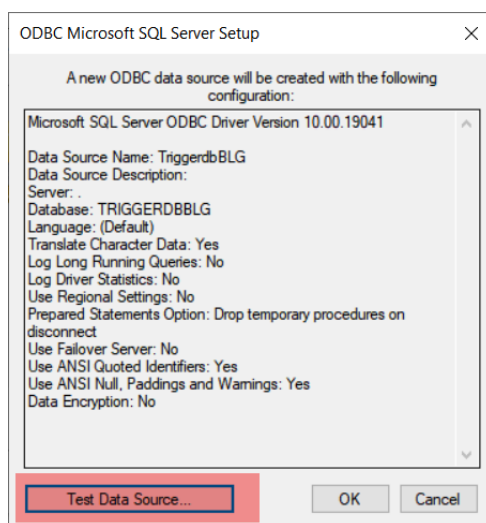 ODBC Microsoft SQL Server Setup
A new ODBC data source will be created with the following
configuration:
Microsoft SQL Server ODBC Driver Version 10.00.19041
Data Source Name: TriggerdbBLG
Data Source Description:
Server: .
Database: TRIGGERDBBLG
Language: (Default)
Translate Character Data: Yes
Log Long Running Queries: No
Log Driver Statistics: No
Use Regional Settings: No
Prepared Statements Option: Drop temporary procedures on
disconnect
Use Failover Server: No
Use ANSI Quoted Identifiers: Yes
Use ANSI Null, Paddings and Warnings: Yes
Data Encryption: No
Test Data Source...
OK
Cancel